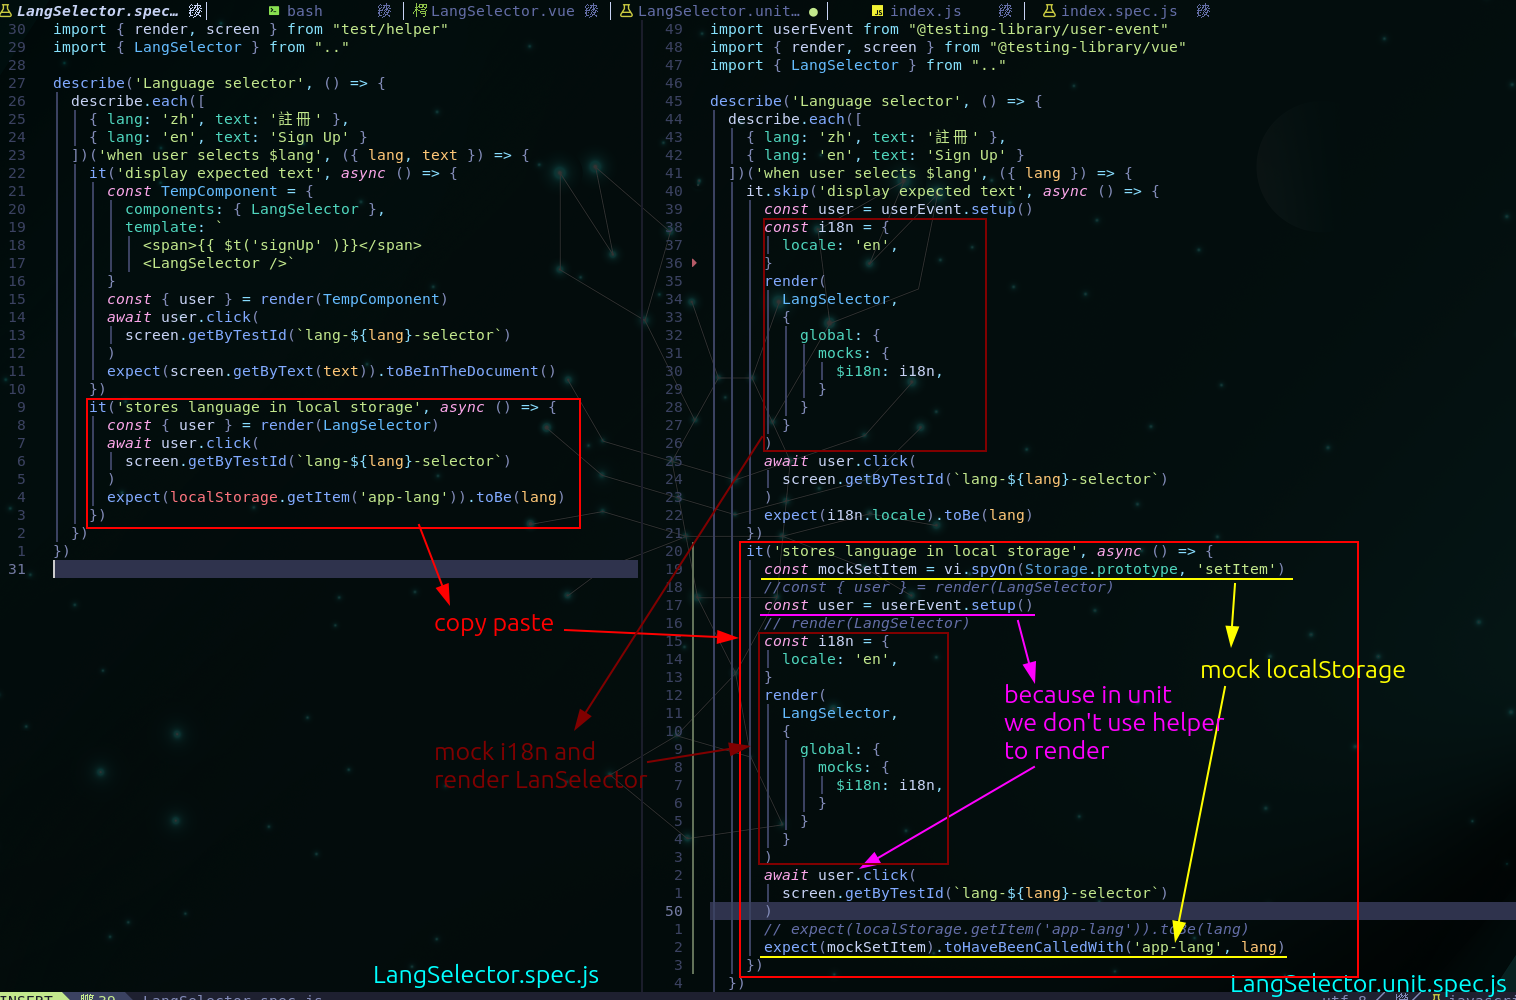 LangSelector.spec… bash LangSelector.vue LangSelector.unit… ● index.js index.spec.js
30 import { render, screen } from "test/helper"
29 import { LangSelector } from ".."
28
27 describe('Language selector', () => {
26 describe.each([
25 { lang: 'zh', text: '註冊' },
24 { lang: 'en', text: 'Sign Up' }
23 ])('when user selects $lang', ({ lang, text }) => {
22 it('display expected text', async () => {
21 const TempComponent = {
20 components: { LangSelector },
19 template: `
18 <span>{{ $t('signUp' )}}</span>
17 <LangSelector />`
16 }
15 const { user } = render(TempComponent)
14 await user.click(
13 screen.getByTestId(`lang-${lang}-selector`)
12 )
11 expect(screen.getByText(text)).toBeInTheDocument()
10 })
9 it('stores language in local storage', async () => {
8 const { user } = render(LangSelector)
7 await user.click(
6 screen.getByTestId(`lang-${lang}-selector`)
5 )
4 expect(localStorage.getItem('app-lang')).toBe(lang)
3 })
2 })
1 })
31
copy paste
mock i18n and
render LanSelector
LangSelector.spec.js
49 import userEvent from "@testing-library/user-event"
48 import { render, screen } from "@testing-library/vue"
47 import { LangSelector } from ".."
46
45 describe('Language selector', () => {
44 describe.each([
43 { lang: 'zh', text: '註冊' },
42 { lang: 'en', text: 'Sign Up' }
41 ])('when user selects $lang', ({ lang }) => {
40 it.skip('display expected text', async () => {
39 const user = userEvent.setup()
38 const i18n = {
37 locale: 'en',
36 }
35 render(
34 LangSelector,
33 {
32 global: {
31 mocks: {
30 $i18n: i18n,
29 }
28 }
27 }
26 )
25 await user.click(
24 screen.getByTestId(`lang-${lang}-selector`)
23 )
22 expect(i18n.locale).toBe(lang)
21 })
20 it('stores language in local storage', async () => {
19 const mockSetItem = vi.spyOn(Storage.prototype, 'setItem')
18 //const { user } = render(LangSelector)
17 const user = userEvent.setup()
16 // render(LangSelector)
15 const i18n = {
14 locale: 'en',
13 }
12 render(
11 LangSelector,
10 {
9 global: {
8 mocks: {
7 $i18n: i18n,
6 }
5 }
4 }
3 )
2 await user.click(
1 screen.getByTestId(`lang-${lang}-selector`)
50 )
1 // expect(localStorage.getItem('app-lang')).toBe(lang)
2 expect(mockSetItem).toHaveBeenCalledWith('app-lang', lang)
3 })
4 })
mock localStorage
because in unit
we don't use helper
to render
LangSelector.unit.spec.js
INSERT LangSelector.spec.js